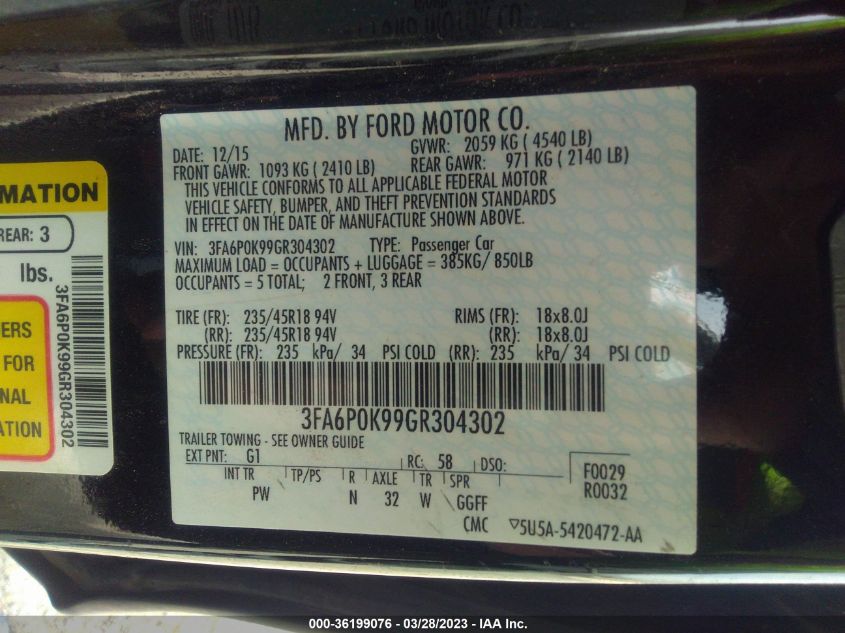 MFD. BY FORD MOTOR CO.
DATE: 12/15 GVWR: 2059 KG ( 4540 LB)
FRONT GAWR: 1093 KG ( 2410 LB) REAR GAWR: 971 KG ( 2140 LB)
THIS VEHICLE CONFORMS TO ALL APPLICABLE FEDERAL MOTOR
VEHICLE SAFETY, BUMPER, AND THEFT PREVENTION STANDARDS
IN EFFECT ON THE DATE OF MANUFACTURE SHOWN ABOVE.
VIN: 3FA6P0K99GR304302 TYPE: Passenger Car
MAXIMUM LOAD = OCCUPANTS + LUGGAGE = 385KG/ 850LB
OCCUPANTS = 5 TOTAL; 2 FRONT, 3 REAR
TIRE (FR): 235/45R18 94V RIMS (FR): 18x8.0J
(RR): 235/45R18 94V (RR): 18x8.0J
PRESSURE (FR): 235 kPa/ 34 PSI COLD (RR): 235 kPa/ 34 PSI COLD
3FA6P0K99GR304302
TRAILER TOWING - SEE OWNER GUIDE
EXT PNT: G1 RC: 58 DSO: F0029
INT TR TP/PS R AXLE TR SPR R0032
PW N 32 W GGFF
CMC ▽5U5A-5420472-AA
MATION
REAR: 3
lbs.
3FA6P0K99GR304302
ERS
FOR
NAL
ATION
000-36199076 / 03/28/2023 - IAA Inc.